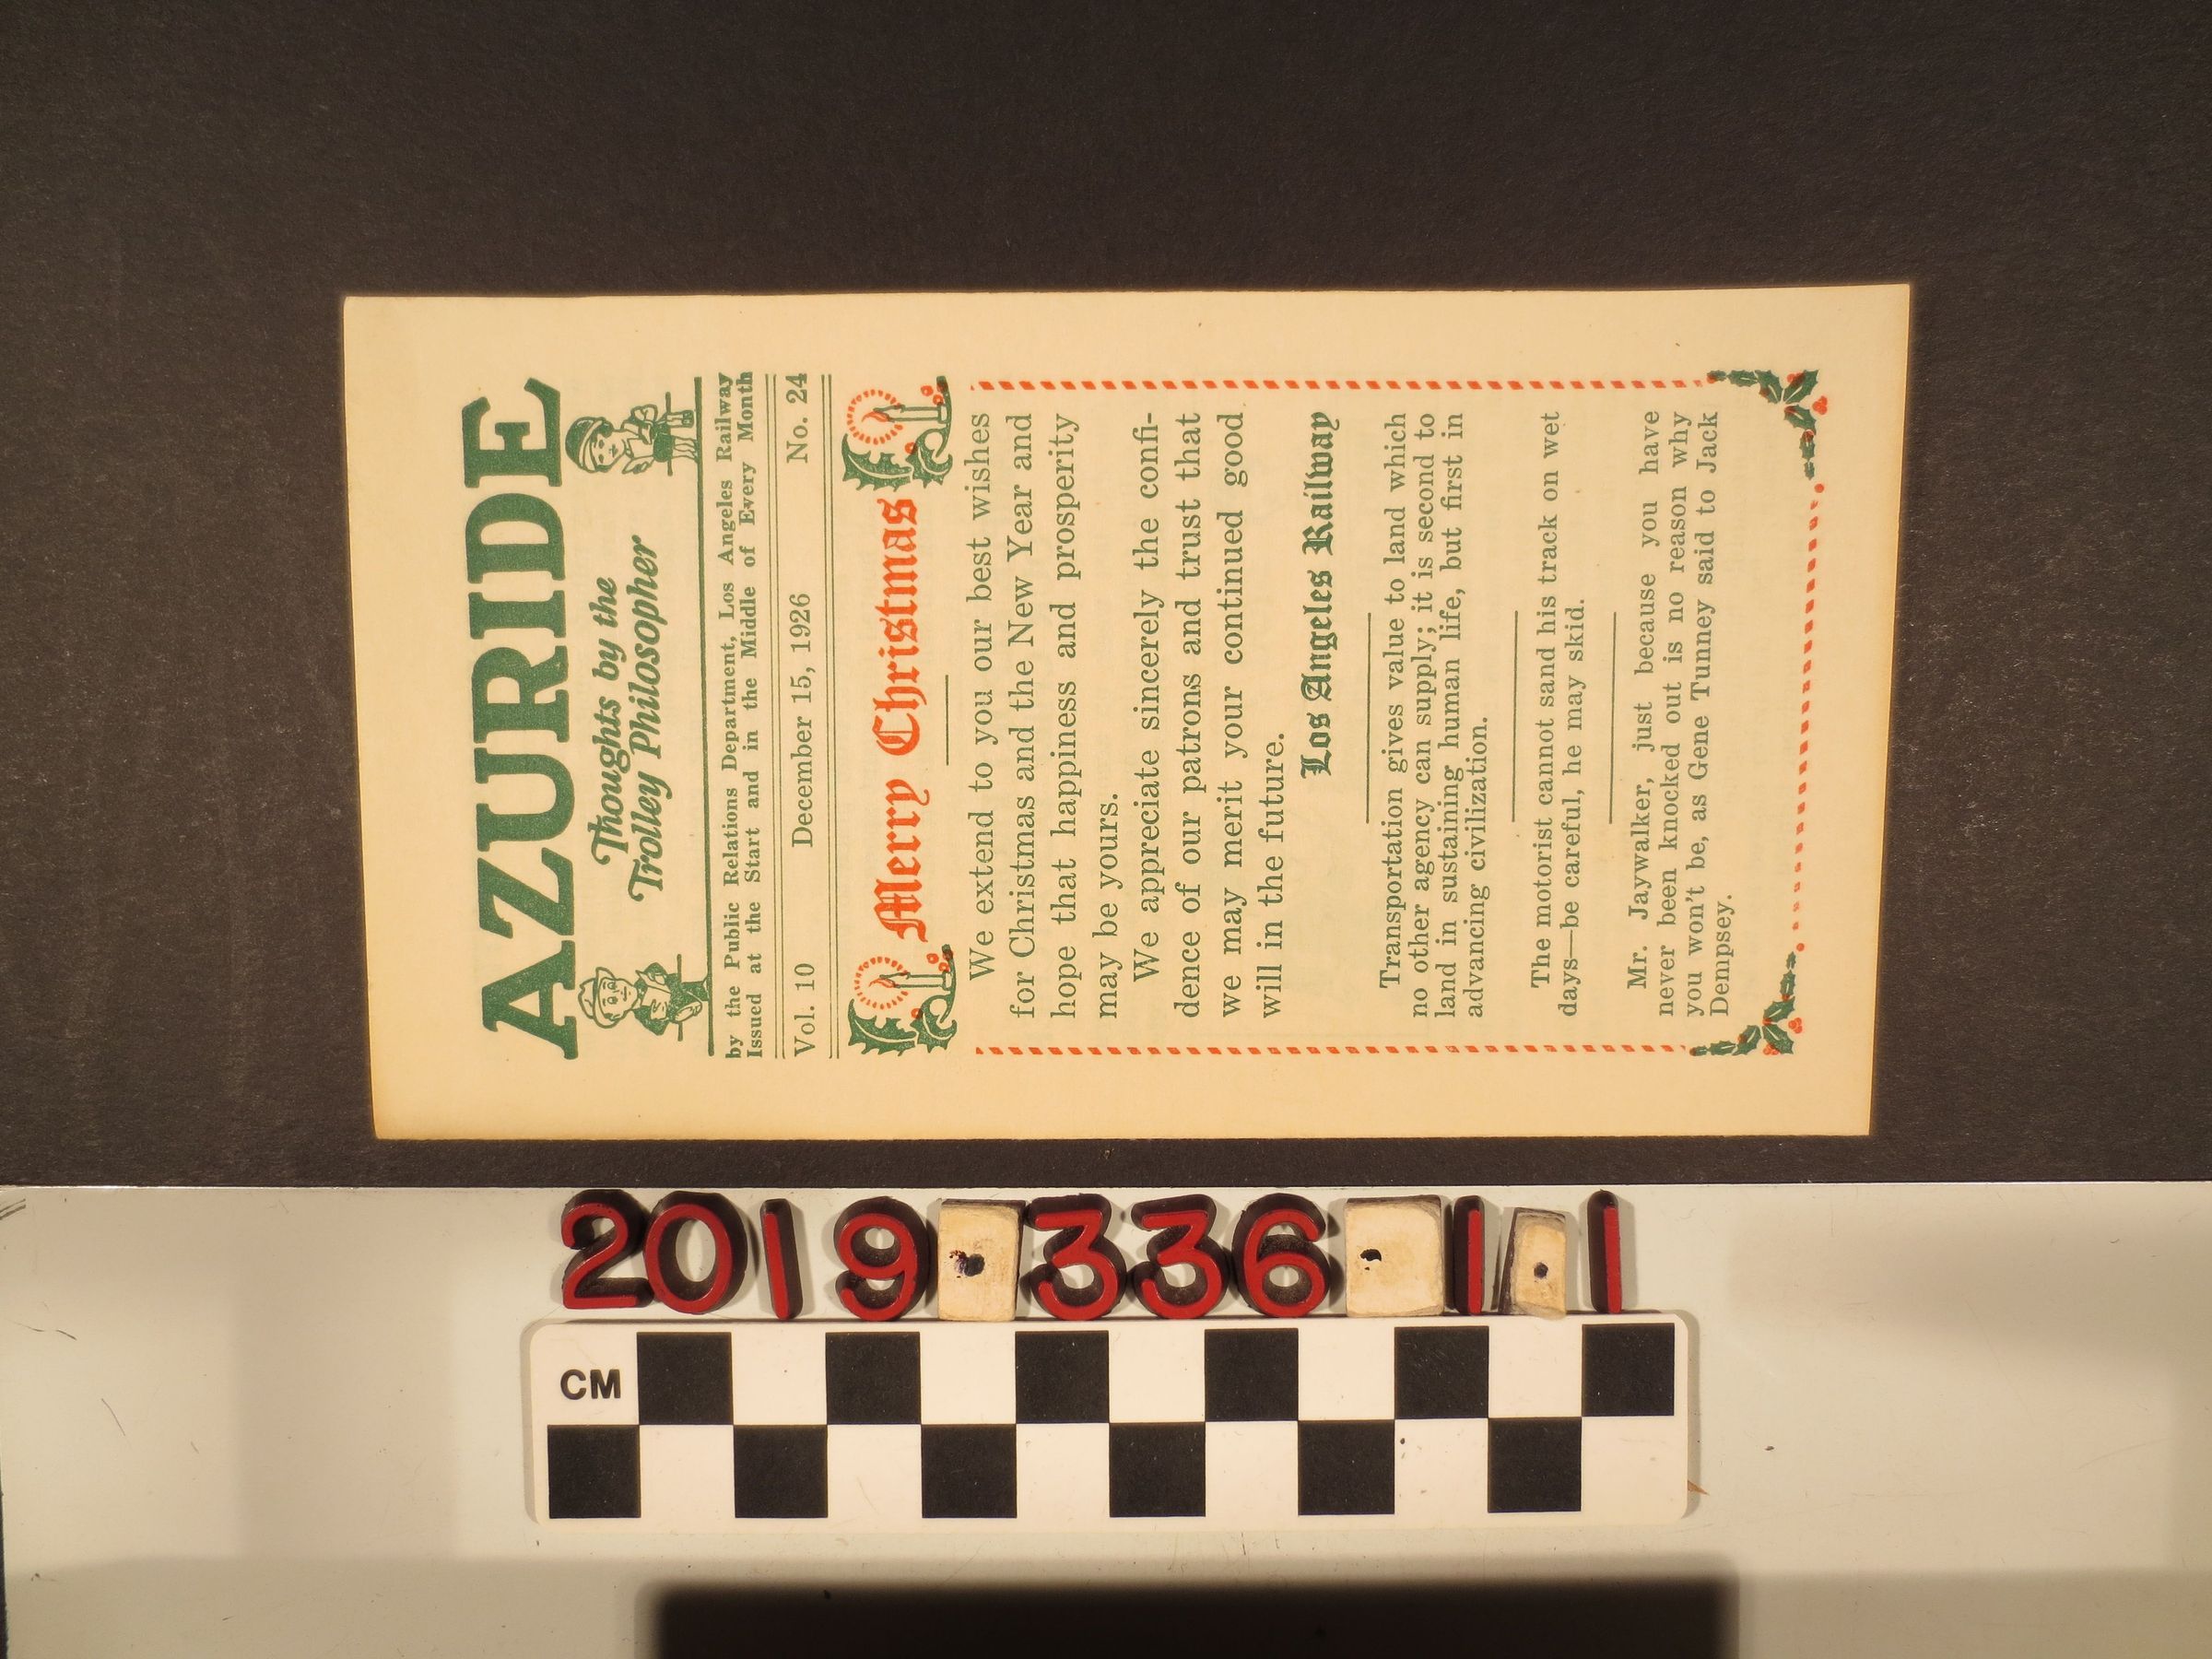 AZURIDE
Thoughts by the
Trolley Philosopher
by the Public Relations Department, Los Angeles Railway
Issued at the Start and in the Middle of Every Month
Vol. 10 December 15, 1926 No. 24
Merry Christmas
We extend to you our best wishes
for Christmas and the New Year and
hope that happiness and prosperity
may be yours.
We appreciate sincerely the confi-
dence of our patrons and trust that
we may merit your continued good
will in the future.
Los Angeles Railway
Transportation gives value to land which
no other agency can supply; it is second to
land in sustaining human life, but first in
advancing civilization.
The motorist cannot sand his track on wet
days—be careful, he may skid.
Mr. Jaywalker, just because you have
never been knocked out is no reason why
you won't be, as Gene Tunney said to Jack
Dempsey.
2019.336.1.1
CM